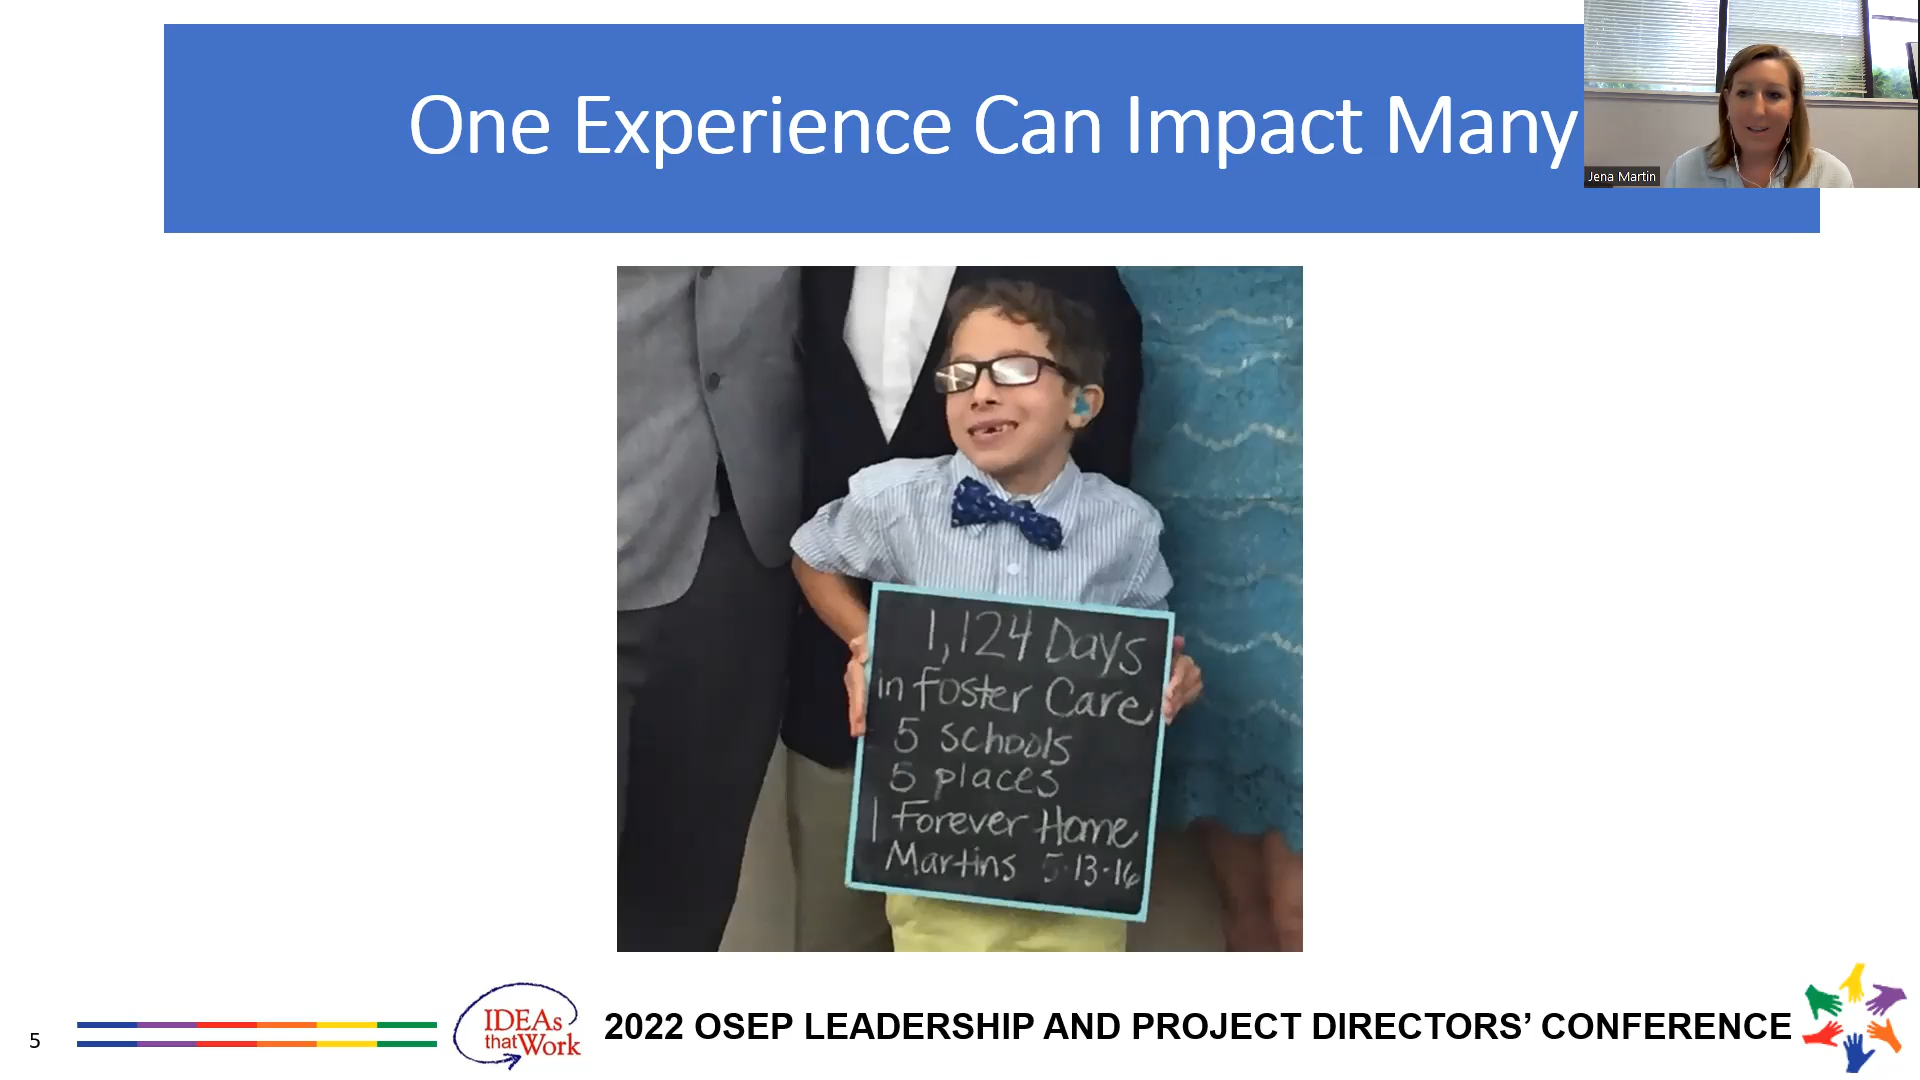 One Experience Can Impact Many
Jena Martin
1,124 Days
in foster Care
5 schools
5 places
1 Forever Home
Martins 5-13-16
5
IDEAs
that Work
2022 OSEP LEADERSHIP AND PROJECT DIRECTORS’ CONFERENCE